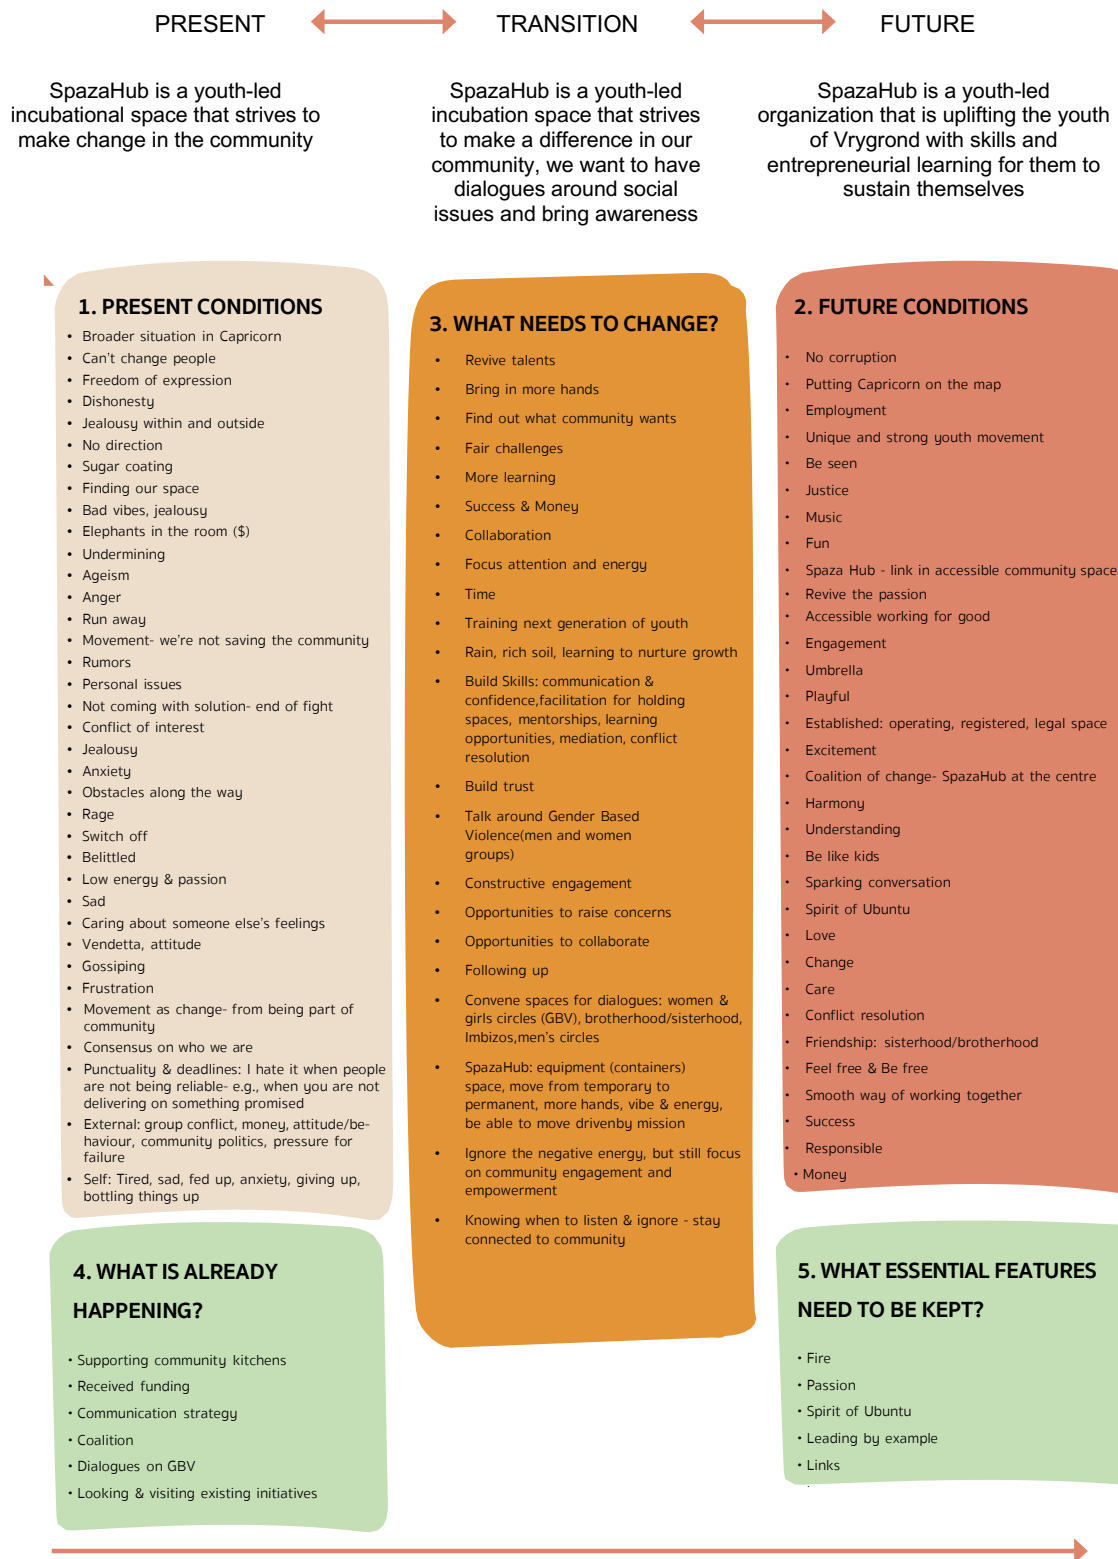 PRESENT
TRANSITION
FUTURE
SpazaHub is a youth-led
incubational space that strives to
make change in the community
SpazaHub is a youth-led
incubation space that strives
to make a difference in our
community, we want to have
dialogues around social
issues and bring awareness
SpazaHub is a youth-led
organization that is uplifting the youth
of Vrygrond with skills and
entrepreneurial learning for them to
sustain themselves
1. PRESENT CONDITIONS
• Broader situation in Capricorn
• Can't change people
• Freedom of expression
• Dishonesty
• Jealousy within and outside
• No direction
• Sugar coating
• Finding our space
• Bad vibes, jealousy
• Elephants in the room ($)
• Undermining
• Ageism
• Anger
• Run away
• Movement- we're not saving the community
• Rumors
• Personal issues
• Not coming with solution- end of fight
• Conflict of interest
• Jealousy
• Anxiety
• Obstacles along the way
• Rage
• Switch off
• Belittled
• Low energy & passion
• Sad
• Caring about someone else's feelings
• Vendetta, attitude
• Gossiping
• Frustration
• Movement as change- from being part of
community
• Consensus on who we are
• Punctuality & deadlines: I hate it when people
are not being reliable- e.g., when you are not
delivering on something promised
• External: group conflict, money, attitude/be-
haviour, community politics, pressure for
failure
• Self: Tired, sad, fed up, anxiety, giving up,
bottling things up
3. WHAT NEEDS TO CHANGE?
• Revive talents
• Bring in more hands
• Find out what community wants
• Fair challenges
• More learning
• Success & Money
• Collaboration
• Focus attention and energy
• Time
• Training next generation of youth
• Rain, rich soil, learning to nurture growth
• Build Skills: communication &
confidence,facilitation for holding
spaces, mentorships, learning
opportunities, mediation, conflict
resolution
• Build trust
• Talk around Gender Based
Violence(men and women
groups)
• Constructive engagement
• Opportunities to raise concerns
• Opportunities to collaborate
• Following up
• Convene spaces for dialogues: women &
girls circles (GBV), brotherhood/sisterhood,
Imbizos,men's circles
• SpazaHub: equipment (containers)
space, move from temporary to
permanent, more hands, vibe & energy,
be able to move drivenby mission
• Ignore the negative energy, but still focus
on community engagement and
empowerment
• Knowing when to listen & ignore - stay
connected to community
2. FUTURE CONDITIONS
• No corruption
• Putting Capricorn on the map
• Employment
• Unique and strong youth movement
• Be seen
• Justice
• Music
• Fun
• Spaza Hub - link in accessible community space
• Revive the passion
• Accessible working for good
• Engagement
• Umbrella
• Playful
• Established: operating, registered, legal space
• Excitement
• Coalition of change- SpazaHub at the centre
• Harmony
• Understanding
• Be like kids
• Sparking conversation
• Spirit of Ubuntu
• Love
• Change
• Care
• Conflict resolution
• Friendship: sisterhood/brotherhood
• Feel free & Be free
• Smooth way of working together
• Success
• Responsible
• Money
4. WHAT IS ALREADY
HAPPENING?
• Supporting community kitchens
• Received funding
• Communication strategy
• Coalition
• Dialogues on GBV
• Looking & visiting existing initiatives
5. WHAT ESSENTIAL FEATURES
NEED TO BE KEPT?
• Fire
• Passion
• Spirit of Ubuntu
• Leading by example
• Links